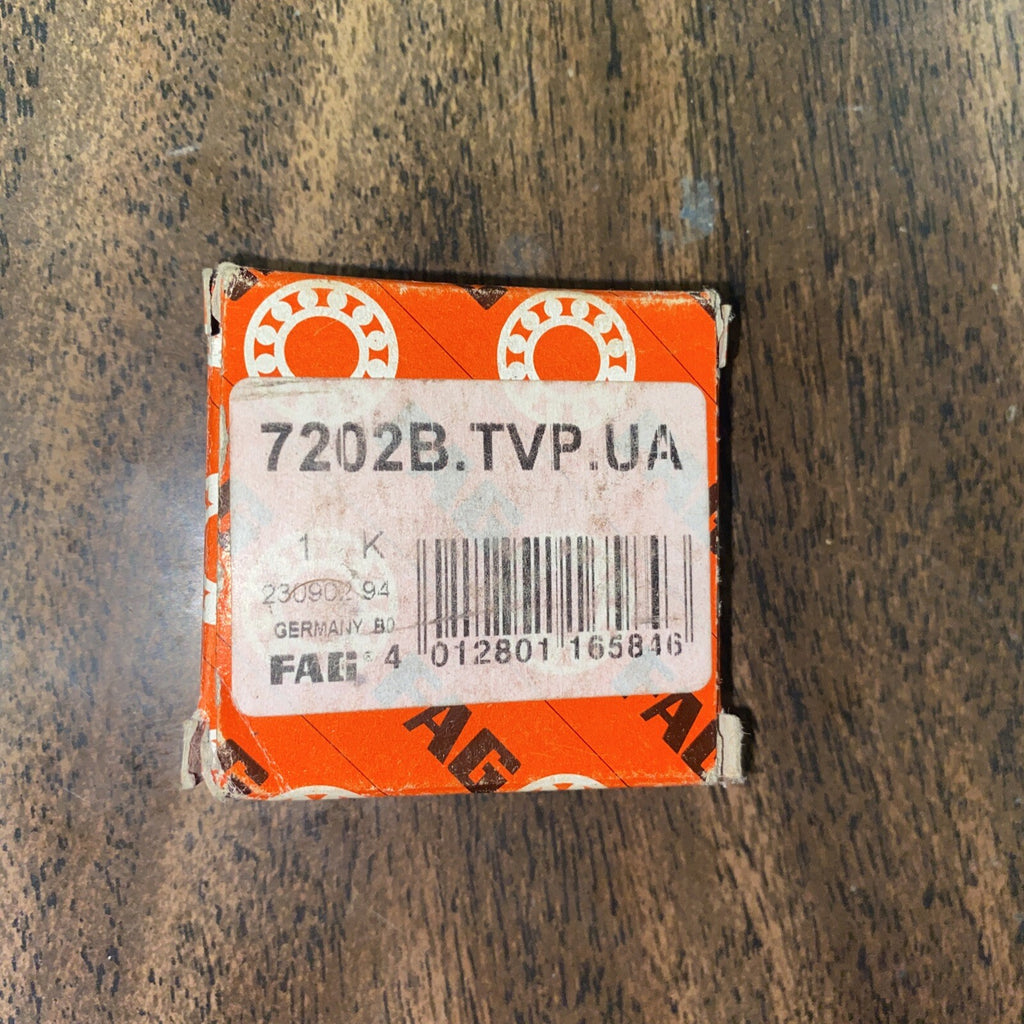 7202B.TVP.UA
1 K
230902 94
GERMANY B0
FAG® 4 012801 165846
FAG
FAG